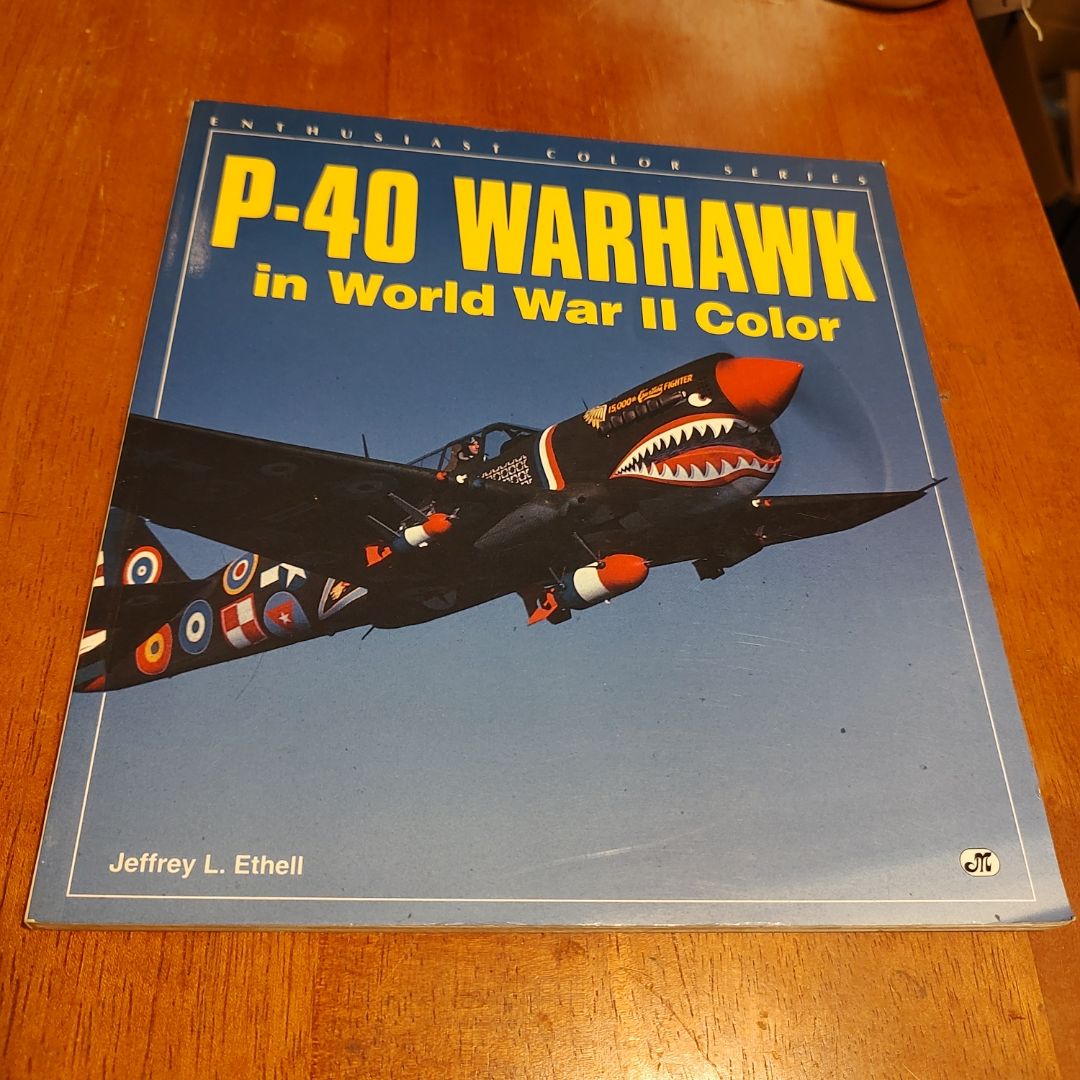 ENTHUSIAST COLOR SERIES
P-40 WARHAWK
in World War II Color
15,000th Curtiss FIGHTER
Jeffrey L. Ethell
M